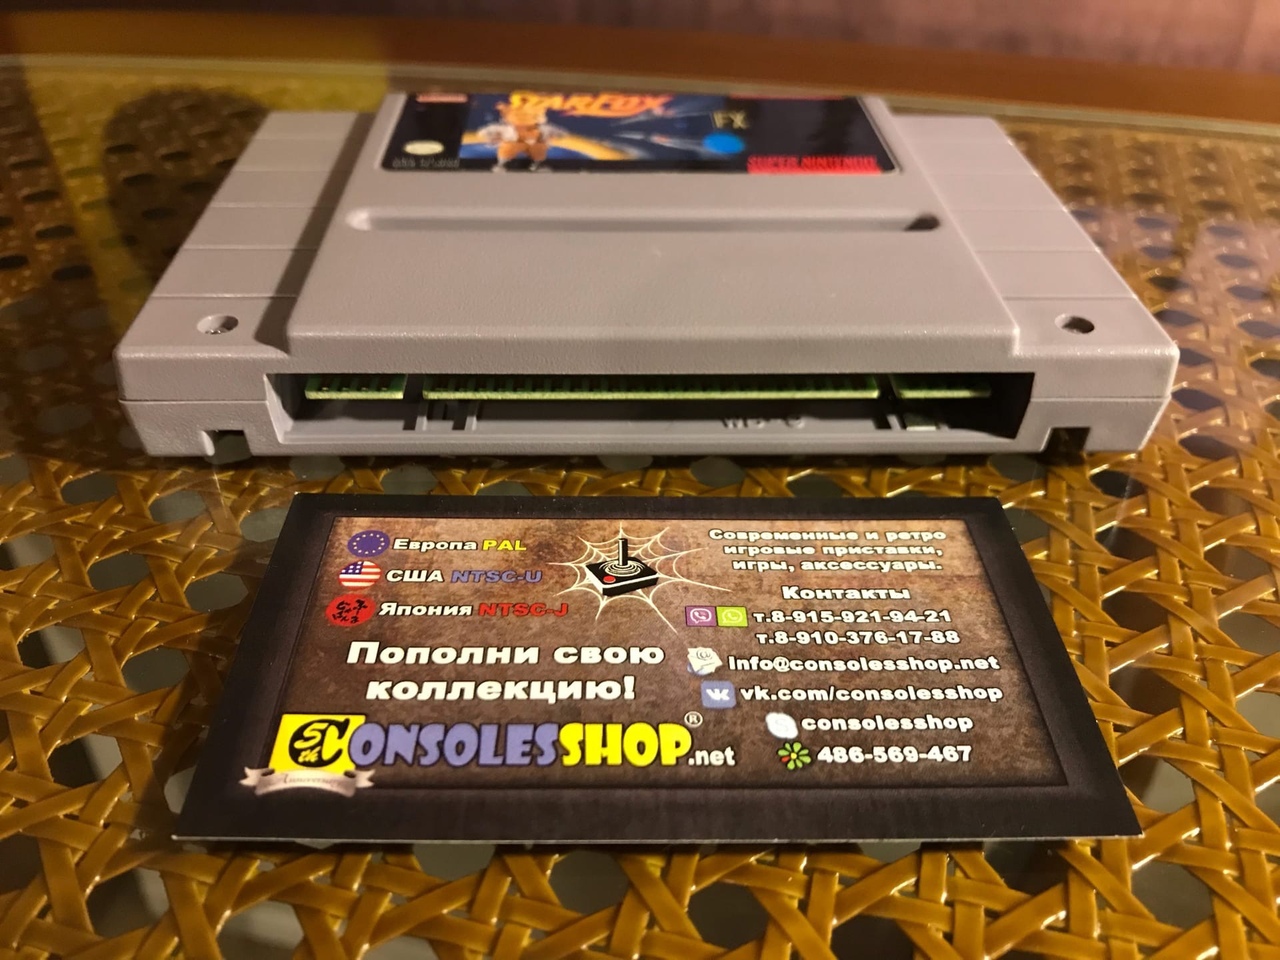 STARFOX
FX
SUPER NINTENDO
Европа PAL
США NTSC-U
Япония NTSC-J
Пополни свою
коллекцию!
5th
CONSOLESSHOP®.net
Anniversary
Современные и ретро
игровые приставки,
игры, аксессуары.
Контакты
т.8-915-921-94-21
т.8-910-376-17-88
@ Info@consolesshop.net
vk.com/consolesshop
consolesshop
486-569-467